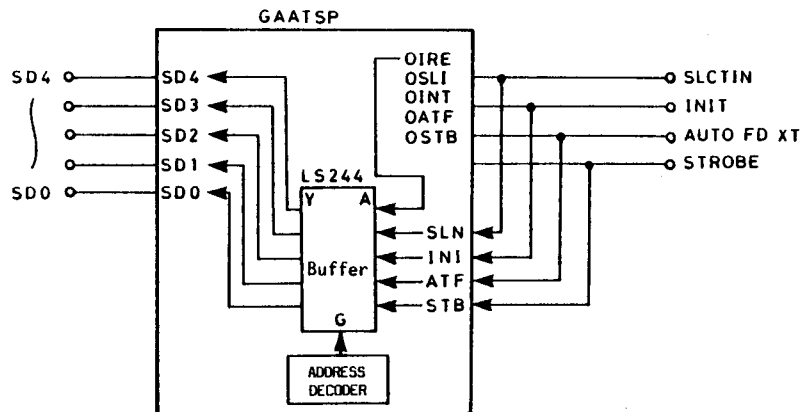 GAATSP
SD4
SD0
SD4
SD3
SD2
SD1
SD0
OIRE
OSLI
OINT
OATF
OSTB
SLCTIN
INIT
AUTO FD XT
STROBE
LS244
Y A
Buffer
G
SLN
INI
ATF
STB
ADDRESS
DECODER